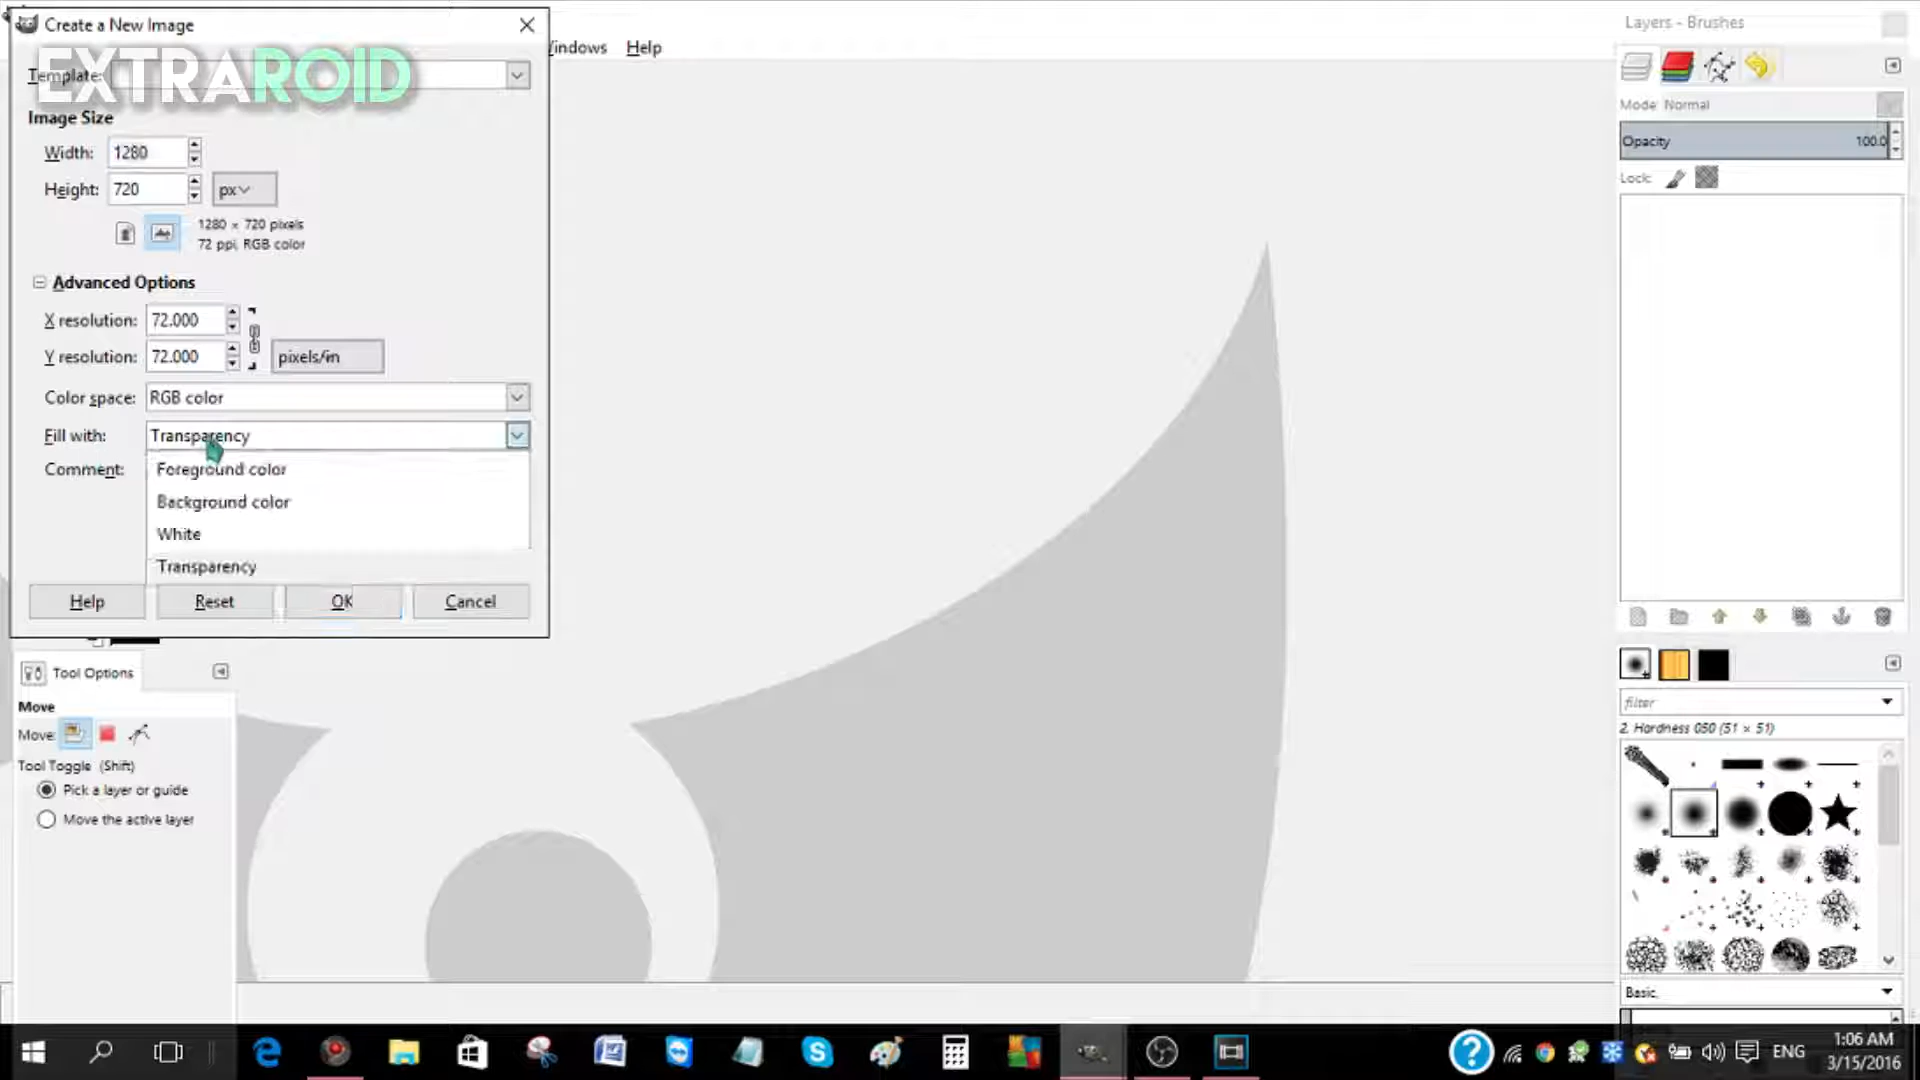 Create a New Image
EXTRAROID
Template:
Windows Help
Layers - Brushes
Image Size
Width: 1280
Height: 720 px
1280 × 720 pixels
72 ppi, RGB color
Advanced Options
X resolution: 72.000
Y resolution: 72.000 pixels/in
Color space: RGB color
Fill with: Transparency
Comment: Foreground color
Background color
White
Transparency
Help Reset OK Cancel
Mode: Normal
Opacity 100.0
Lock:
Tool Options
Move
Move:
Tool Toggle (Shift)
Pick a layer or guide
Move the active layer
filter
2. Hardness 050 (51 × 51)
Basic,
ENG
1:06 AM
3/15/2016